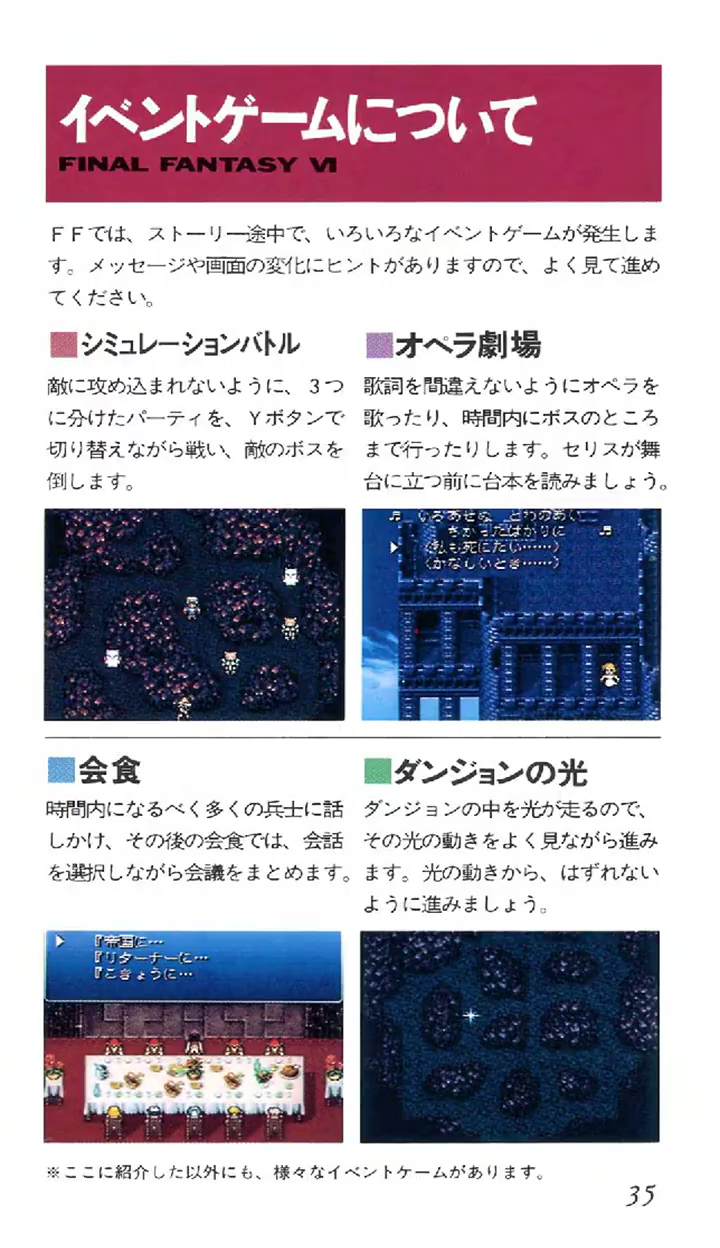 イベントゲームについて
FINAL FANTASY VI
ＦＦでは、ストーリー途中で、いろいろなイベントゲームが発生しま
す。メッセージや画面の変化にヒントがありますので、よく見て進め
てください。
シミュレーションバトル
敵に攻め込まれないように、３つ
に分けたパーティを、Ｙボタンで
切り替えながら戦い、敵のボスを
倒します。
オペラ劇場
歌詞を間違えないようにオペラを
歌ったり、時間内にボスのところ
まで行ったりします。セリスが舞
台に立つ前に台本を読みましょう。
♬ いろあせぬ とわのあい
ちかったばかりに ♬
〈私も死にたい……〉
〈かなしいとき……〉
会食
時間内になるべく多くの兵士に話
しかけ、その後の会食では、会話
を選択しながら会議をまとめます。
『帝国に…
『リターナーに…
『こきょうに…
ダンジョンの光
ダンジョンの中を光が走るので、
その光の動きをよく見ながら進み
ます。光の動きから、はずれない
ように進みましょう。
※ここに紹介した以外にも、様々なイベントゲームがあります。
35